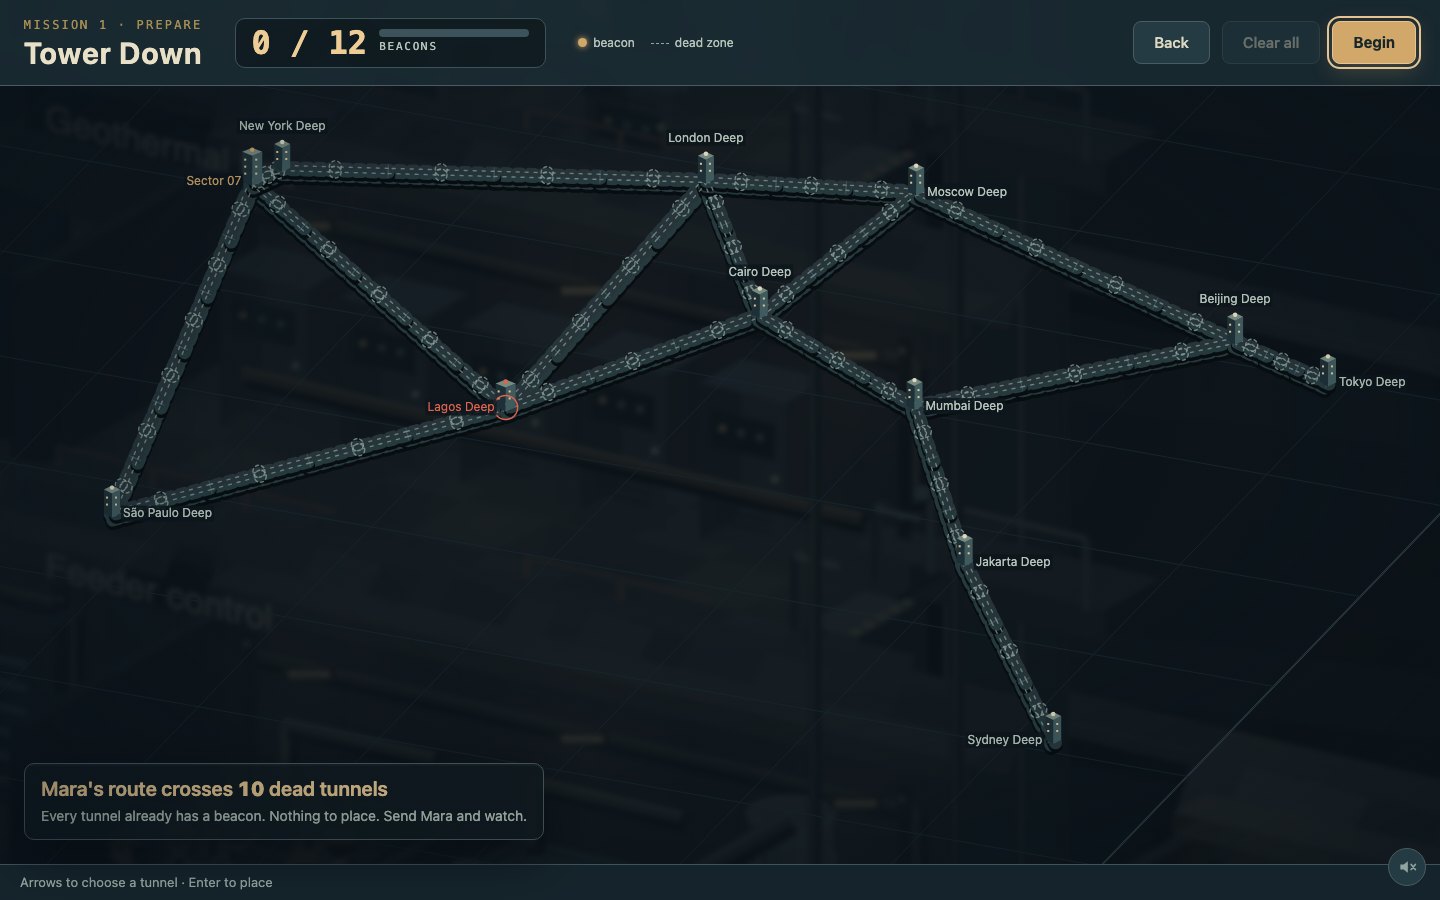 MISSION 1 · PREPARE
Tower Down
0 / 12
BEACONS
beacon
dead zone
Back
Clear all
Begin
Geothermal
New York Deep
London Deep
Sector 07
Moscow Deep
Cairo Deep
Beijing Deep
Tokyo Deep
Lagos Deep
Mumbai Deep
São Paulo Deep
Jakarta Deep
Feeder control
Sydney Deep
Mara's route crosses 10 dead tunnels
Every tunnel already has a beacon. Nothing to place. Send Mara and watch.
Arrows to choose a tunnel · Enter to place